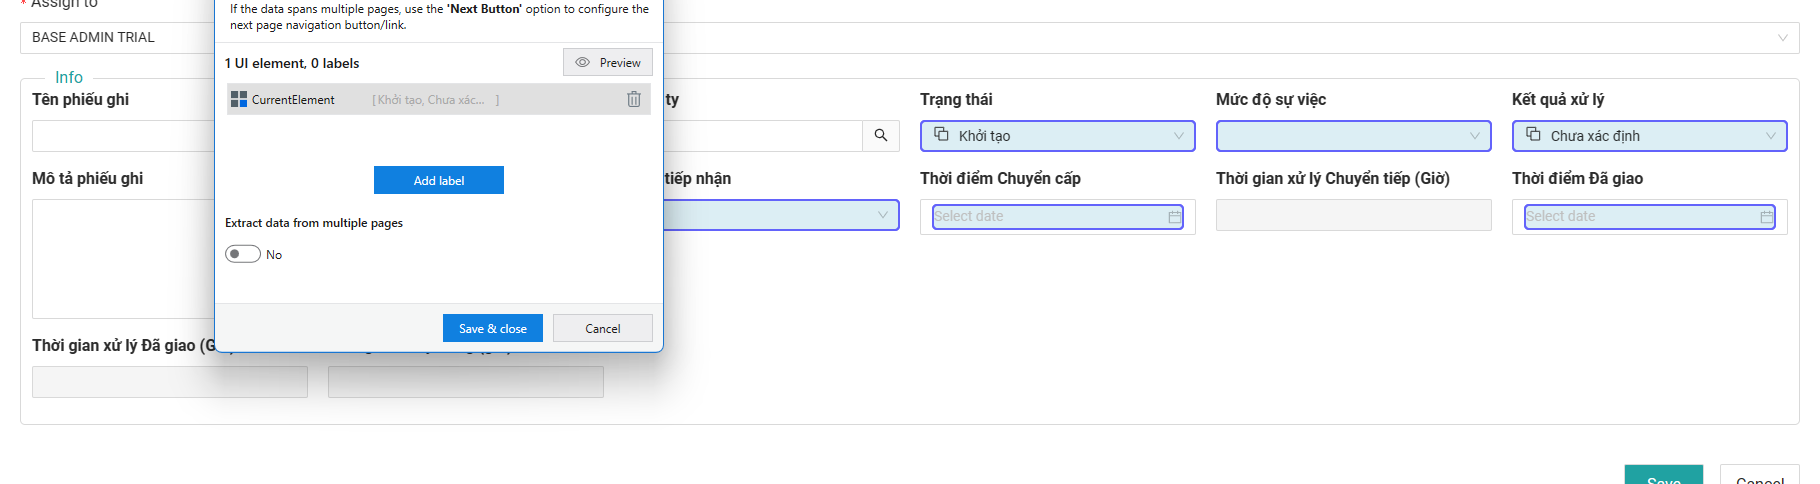 * Assign to
BASE ADMIN TRIAL
If the data spans multiple pages, use the 'Next Button' option to configure the
next page navigation button/link.
1 UI element, 0 labels
Preview
CurrentElement
[ Khởi tạo, Chưa xác... ]
Add label
Extract data from multiple pages
No
Save & close
Cancel
Info
Tên phiếu ghi
ty
Trạng thái
Mức độ sự việc
Kết quả xử lý
Khởi tạo
Chưa xác định
Mô tả phiếu ghi
tiếp nhận
Thời điểm Chuyển cấp
Thời gian xử lý Chuyển tiếp (Giờ)
Thời điểm Đã giao
Select date
Select date
Thời gian xử lý Đã giao (G
Save
Cancel